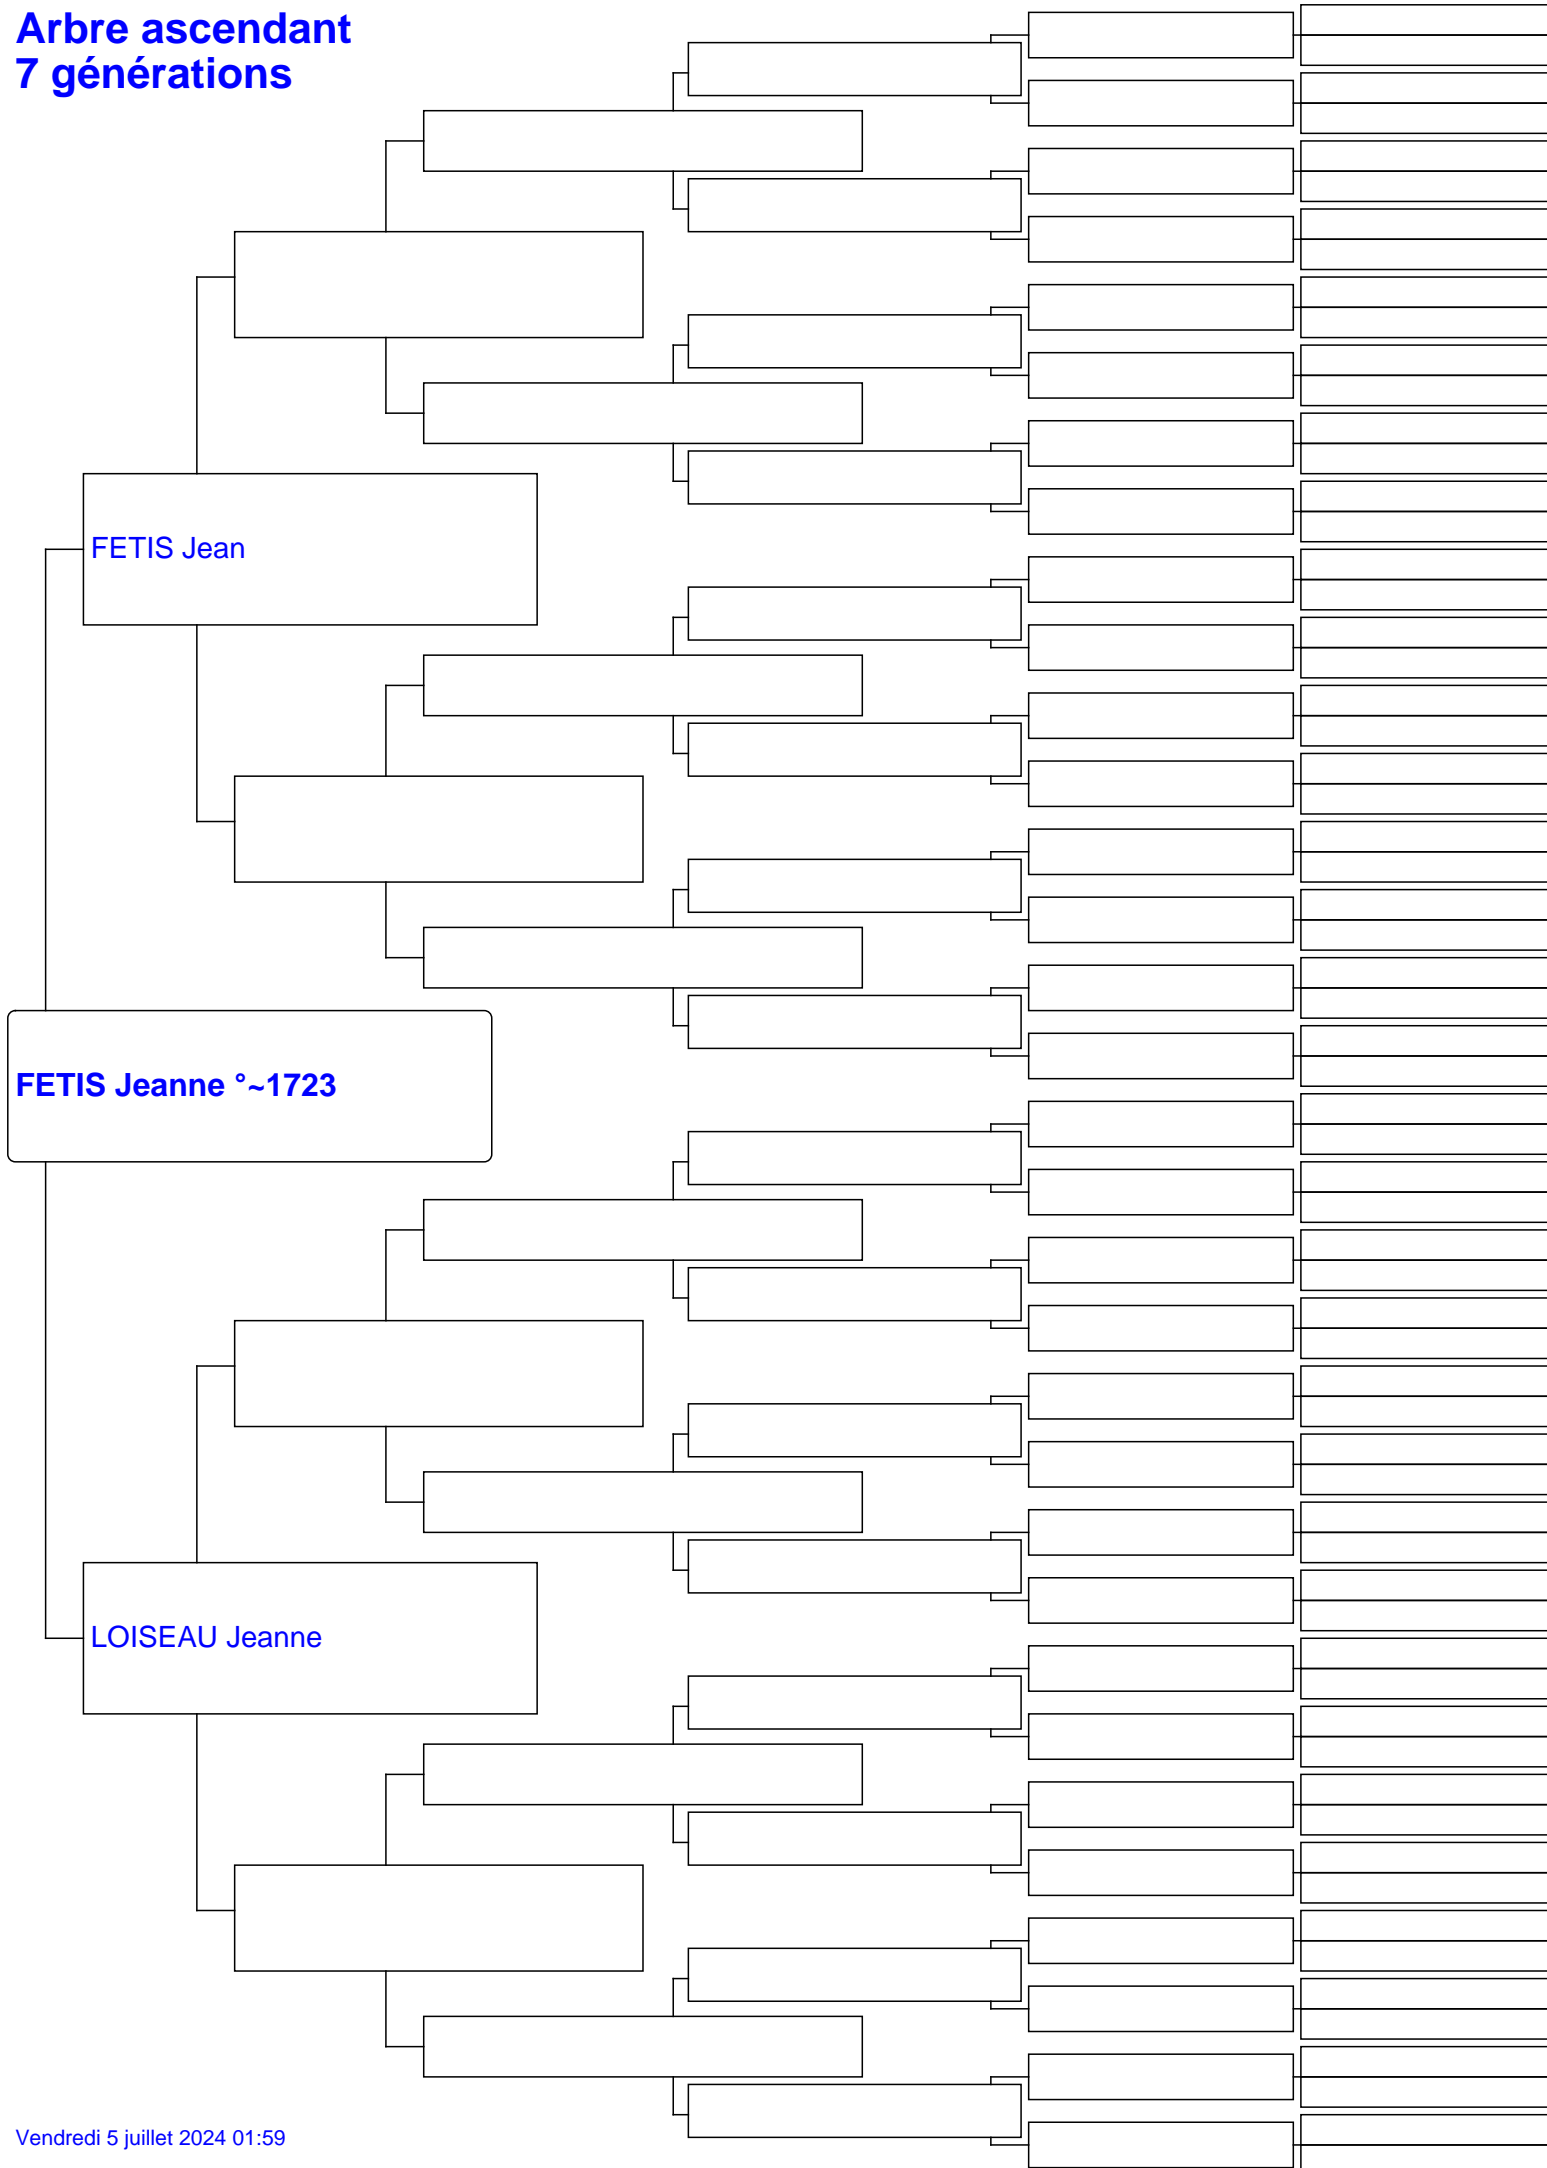 Arbre ascendant
7 générations
FETIS Jean
FETIS Jeanne °~1723
LOISEAU Jeanne
Vendredi 5 juillet 2024 01:59